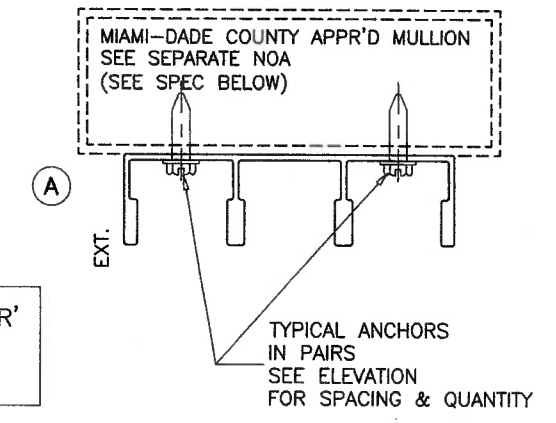 MIAMI-DADE COUNTY APPR'D MULLION
SEE SEPARATE NOA
(SEE SPEC BELOW)
A
EXT.
R'
TYPICAL ANCHORS
IN PAIRS
SEE ELEVATION
FOR SPACING & QUANTITY